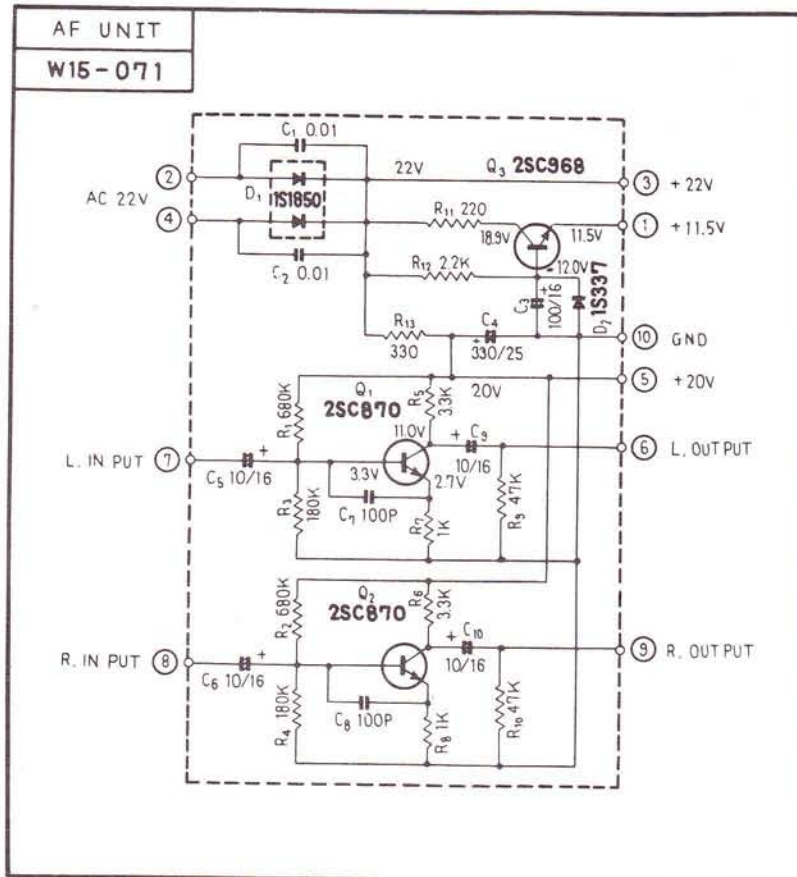 AF UNIT
W15-071
C₁ 0.01
②
22V
Q₃ 2SC968
③ +22V
AC 22V
D₁
1S1850
④
R₁₁ 220
18.9V
11.5V
① +11.5V
C₂ 0.01
R₁₂ 2.2K
12.0V
C₃
+
100/16
D₂ 1S337
R₁₃
330
C₄
+
330/25
⑩ GND
20V
⑤ +20V
R₁ 680K
Q₁
2SC870
R₅
3.3K
11.0V
+ C₉
10/16
⑥ L. OUTPUT
L. IN PUT ⑦
+
C₅ 10/16
3.3V
2.7V
R₃
180K
C₇ 100P
R₇
1K
R₉ 47K
R₂ 680K
Q₂
2SC870
R₆
3.3K
+ C₁₀
10/16
⑨ R. OUTPUT
R. IN PUT ⑧
+
C₆ 10/16
R₄ 180K
C₈ 100P
R₈ 1K
R₁₀ 47K